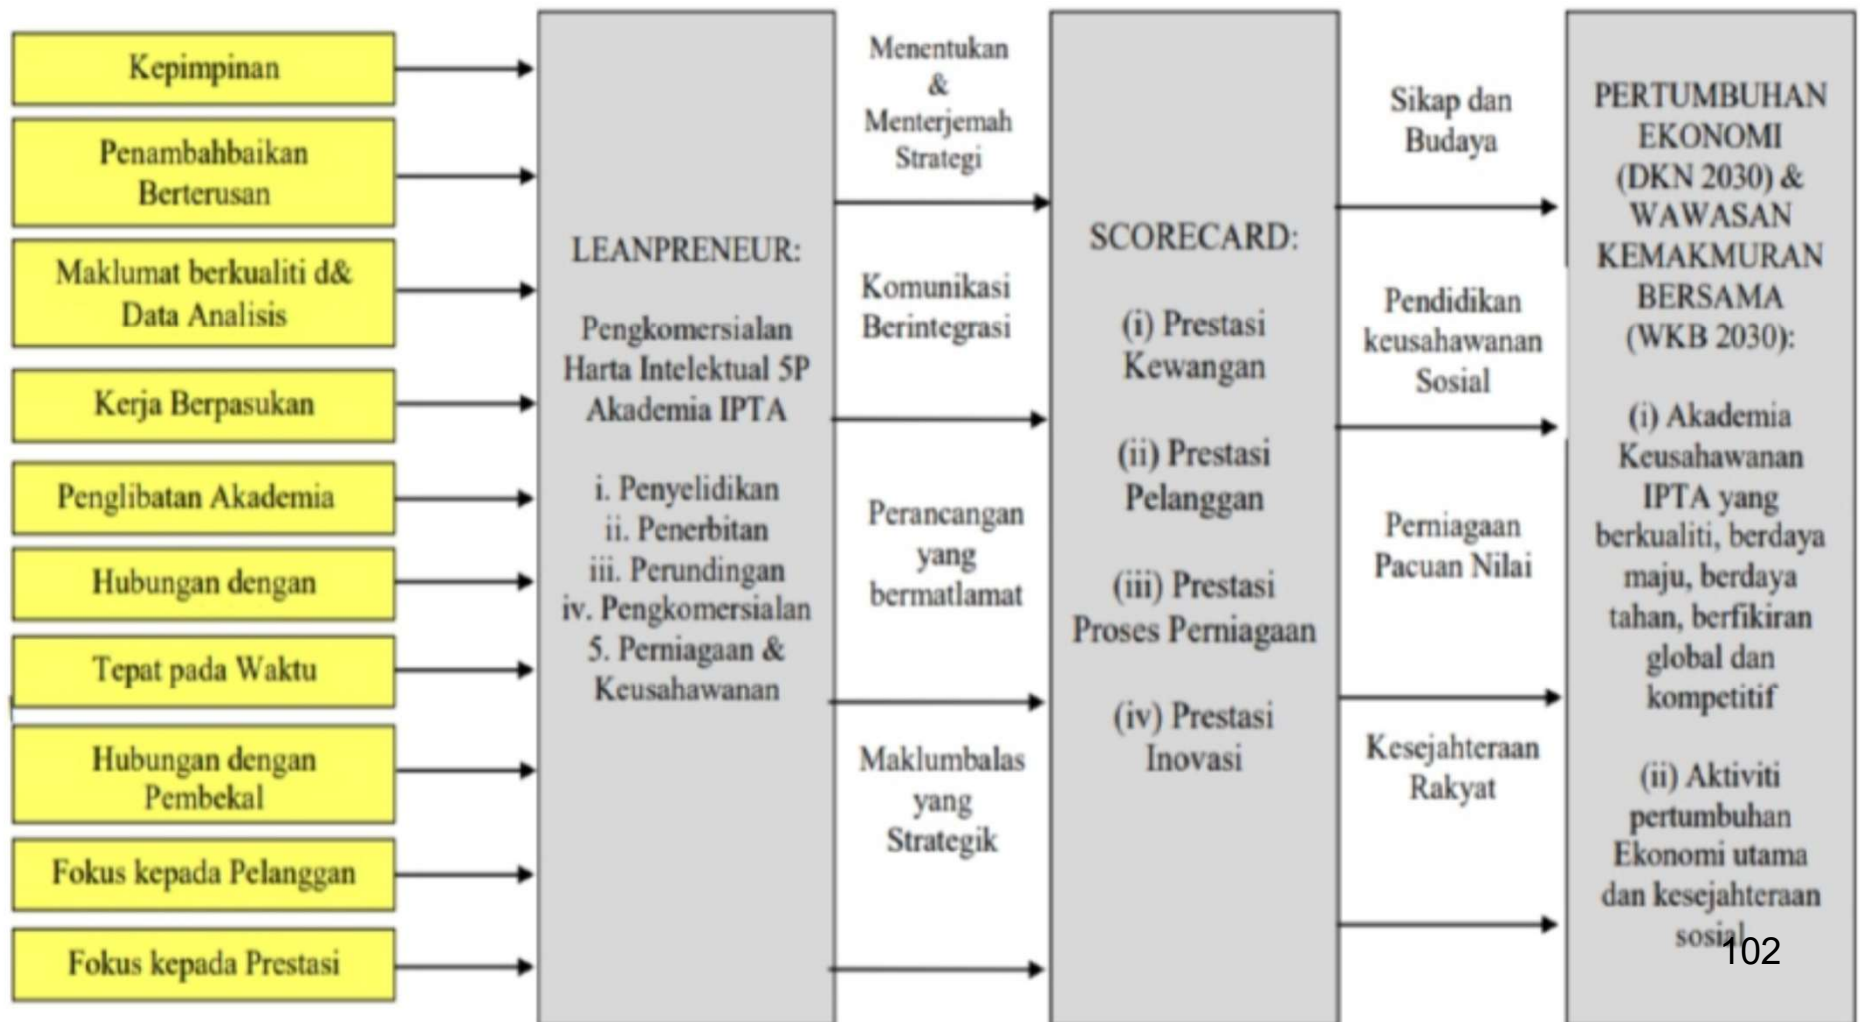 Kepimpinan
Penambahbaikan
Berterusan
Maklumat berkualiti d&
Data Analisis
Kerja Berpasukan
Penglibatan Akademia
Hubungan dengan
Tepat pada Waktu
Hubungan dengan
Pembekal
Fokus kepada Pelanggan
Fokus kepada Prestasi
LEANPRENEUR:
Pengkomersialan
Harta Intelektual 5P
Akademia IPTA
i. Penyelidikan
ii. Penerbitan
iii. Perundingan
iv. Pengkomersialan
5. Perniagaan &
Keusahawanan
Menentukan
&
Menterjemah
Strategi
Komunikasi
Berintegrasi
Perancangan
yang
bermatlamat
Maklumbalas
yang
Strategik
SCORECARD:
(i) Prestasi
Kewangan
(ii) Prestasi
Pelanggan
(iii) Prestasi
Proses Perniagaan
(iv) Prestasi
Inovasi
Sikap dan
Budaya
Pendidikan
keusahawanan
Sosial
Perniagaan
Pacuan Nilai
Kesejahteraan
Rakyat
PERTUMBUHAN
EKONOMI
(DKN 2030) &
WAWASAN
KEMAKMURAN
BERSAMA
(WKB 2030):
(i) Akademia
Keusahawanan
IPTA yang
berkualiti, berdaya
maju, berdaya
tahan, berfikiran
global dan
kompetitif
(ii) Aktiviti
pertumbuhan
Ekonomi utama
dan kesejahteraan
sosial
102